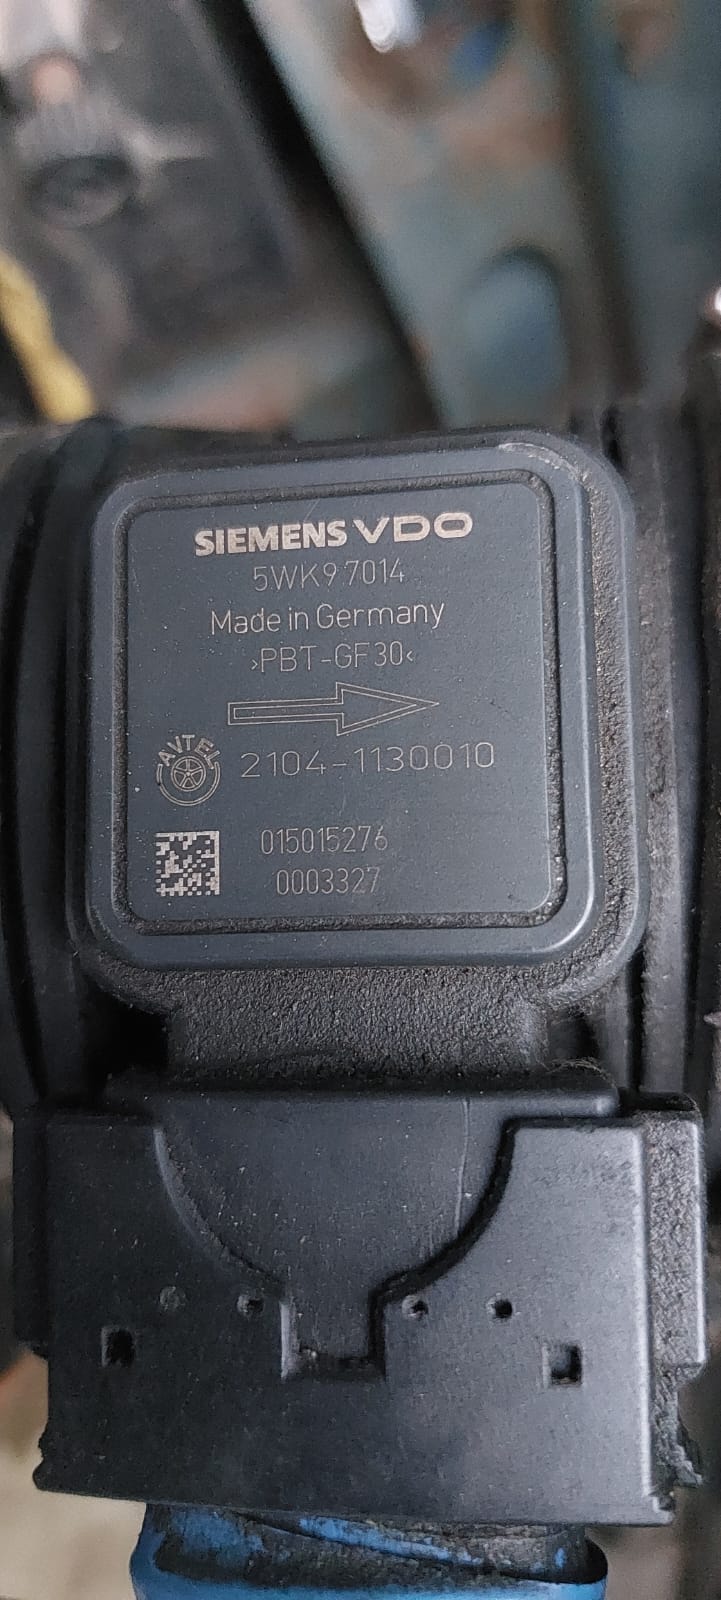 SIEMENS VDO
5WK9 7014
Made in Germany
>PBT-GF30<
AVTEL
2104-1130010
015015276
0003327